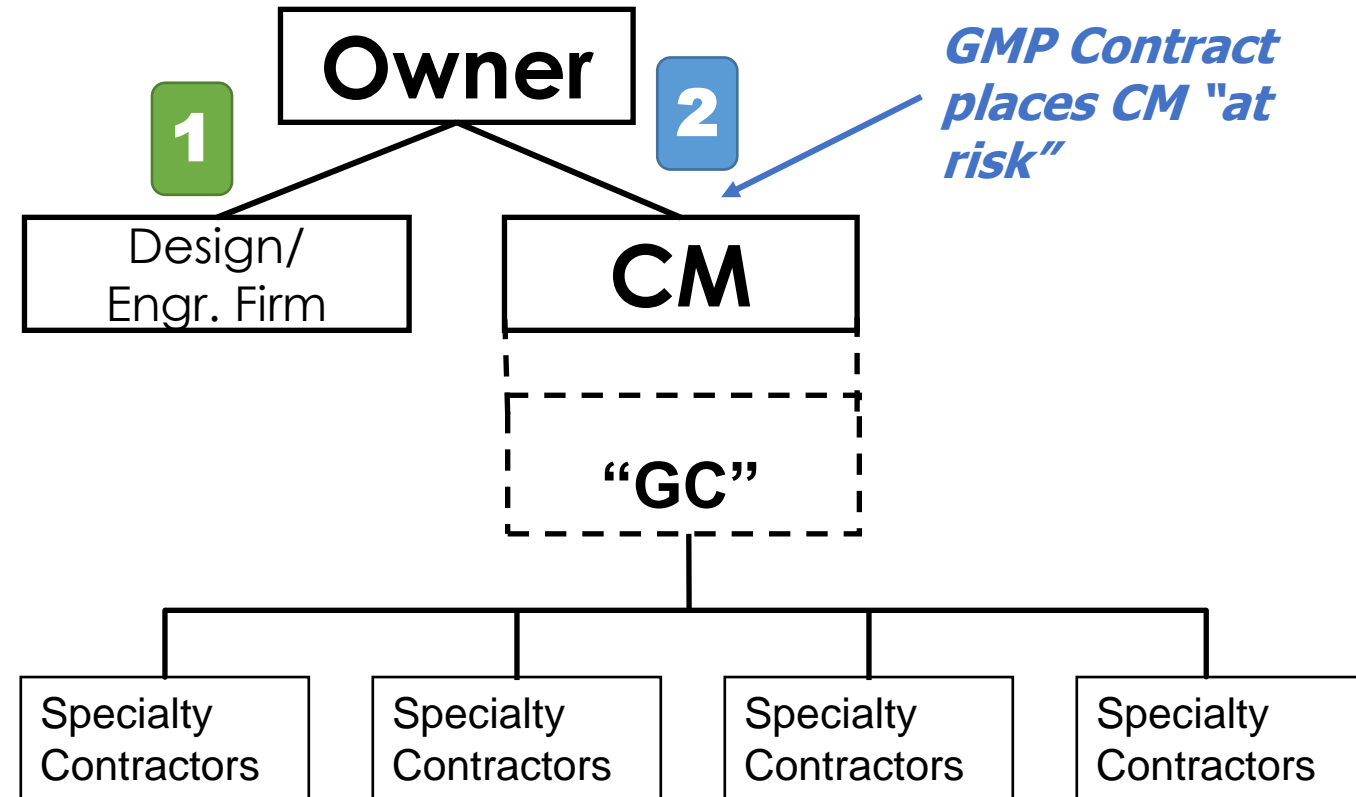 Owner
GMP Contract
places CM “at
risk”
1
2
Design/
Engr. Firm
CM
“GC”
Specialty
Contractors
Specialty
Contractors
Specialty
Contractors
Specialty
Contractors